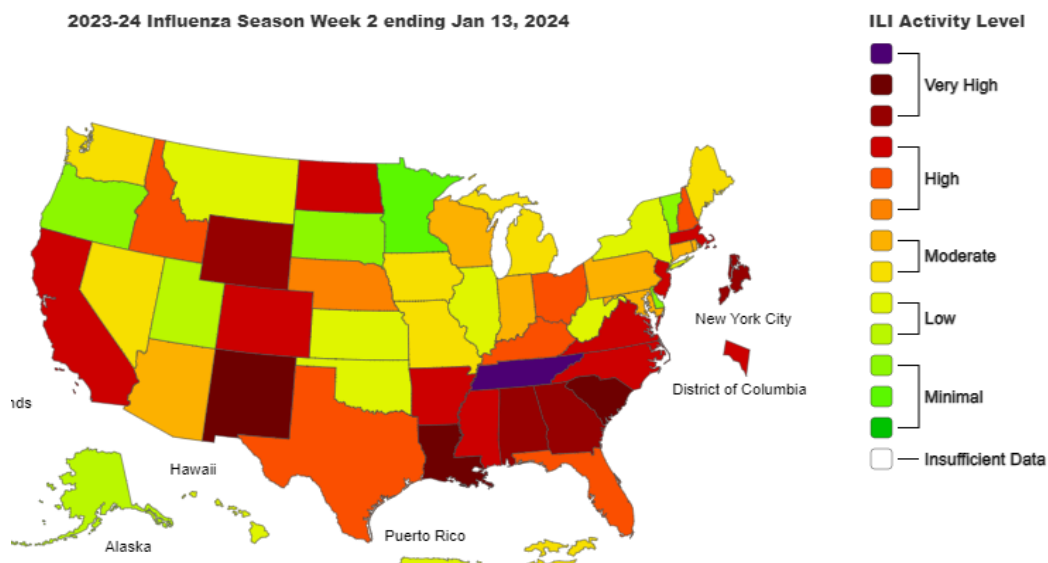 2023-24 Influenza Season Week 2 ending Jan 13, 2024
ILI Activity Level
Very High
High
Moderate
Low
Minimal
Insufficient Data
New York City
District of Columbia
nds
Hawaii
Alaska
Puerto Rico